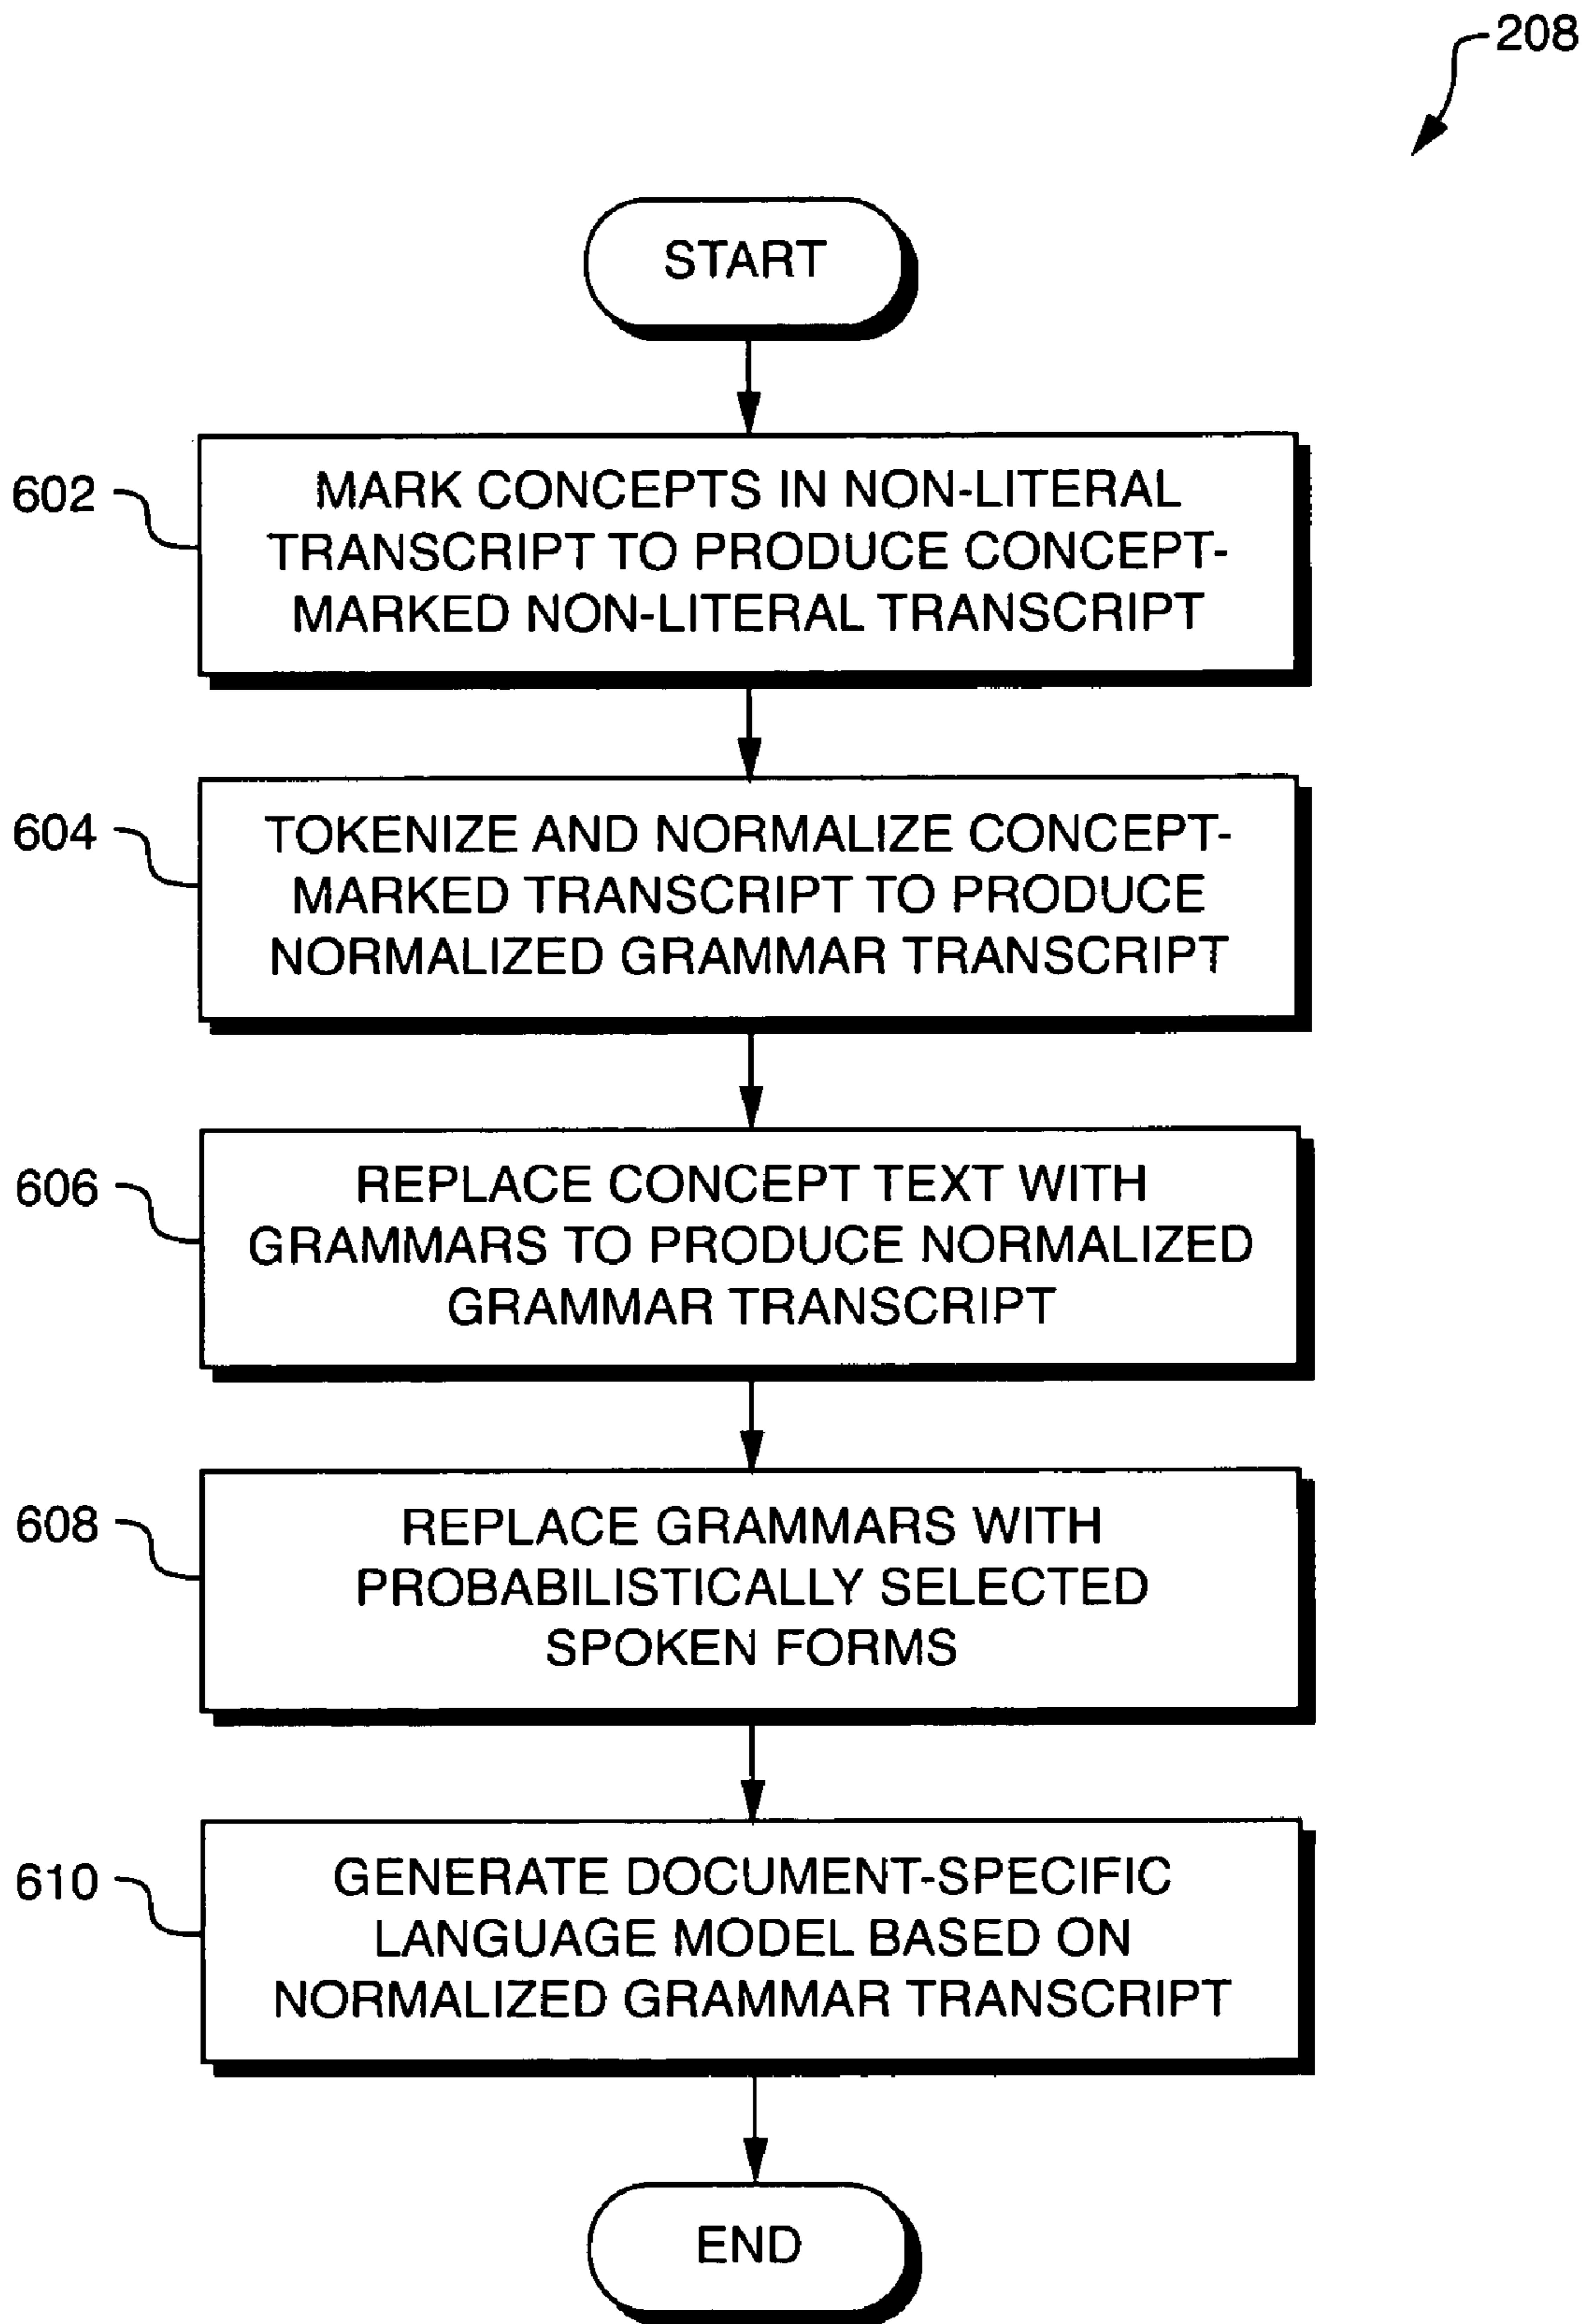 208
START
602
MARK CONCEPTS IN NON-LITERAL
TRANSCRIPT TO PRODUCE CONCEPT-
MARKED NON-LITERAL TRANSCRIPT
604
TOKENIZE AND NORMALIZE CONCEPT-
MARKED TRANSCRIPT TO PRODUCE
NORMALIZED GRAMMAR TRANSCRIPT
606
REPLACE CONCEPT TEXT WITH
GRAMMARS TO PRODUCE NORMALIZED
GRAMMAR TRANSCRIPT
608
REPLACE GRAMMARS WITH
PROBABILISTICALLY SELECTED
SPOKEN FORMS
610
GENERATE DOCUMENT-SPECIFIC
LANGUAGE MODEL BASED ON
NORMALIZED GRAMMAR TRANSCRIPT
END